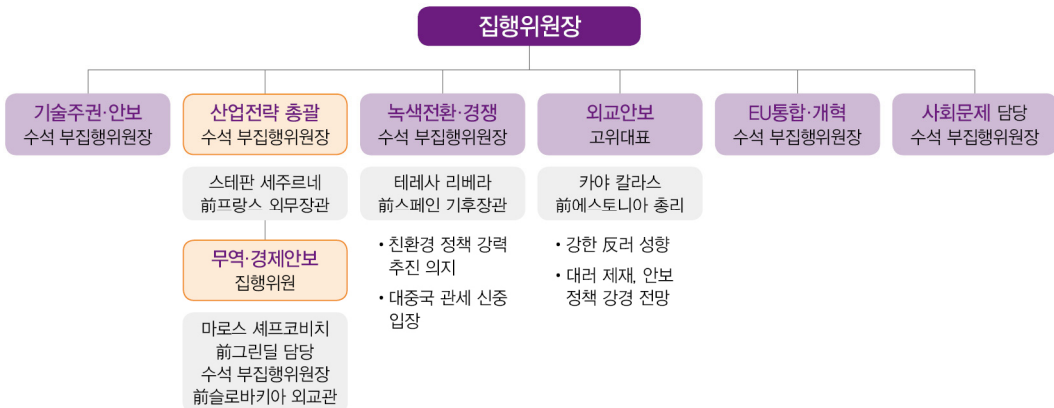 집행위원장
기술주권·안보
수석 부집행위원장
산업전략 총괄
수석 부집행위원장
스테판 세주르네
前프랑스 외무장관
무역·경제안보
집행위원
마로스 셰프코비치
前그린딜 담당
수석 부집행위원장
前슬로바키아 외교관
녹색전환·경쟁
수석 부집행위원장
테레사 리베라
前스페인 기후장관
• 친환경 정책 강력
추진 의지
• 대중국 관세 신중
입장
외교안보
고위대표
카야 칼라스
前에스토니아 총리
• 강한 反러 성향
• 대러 제재, 안보
정책 강경 전망
EU통합·개혁
수석 부집행위원장
사회문제 담당
수석 부집행위원장